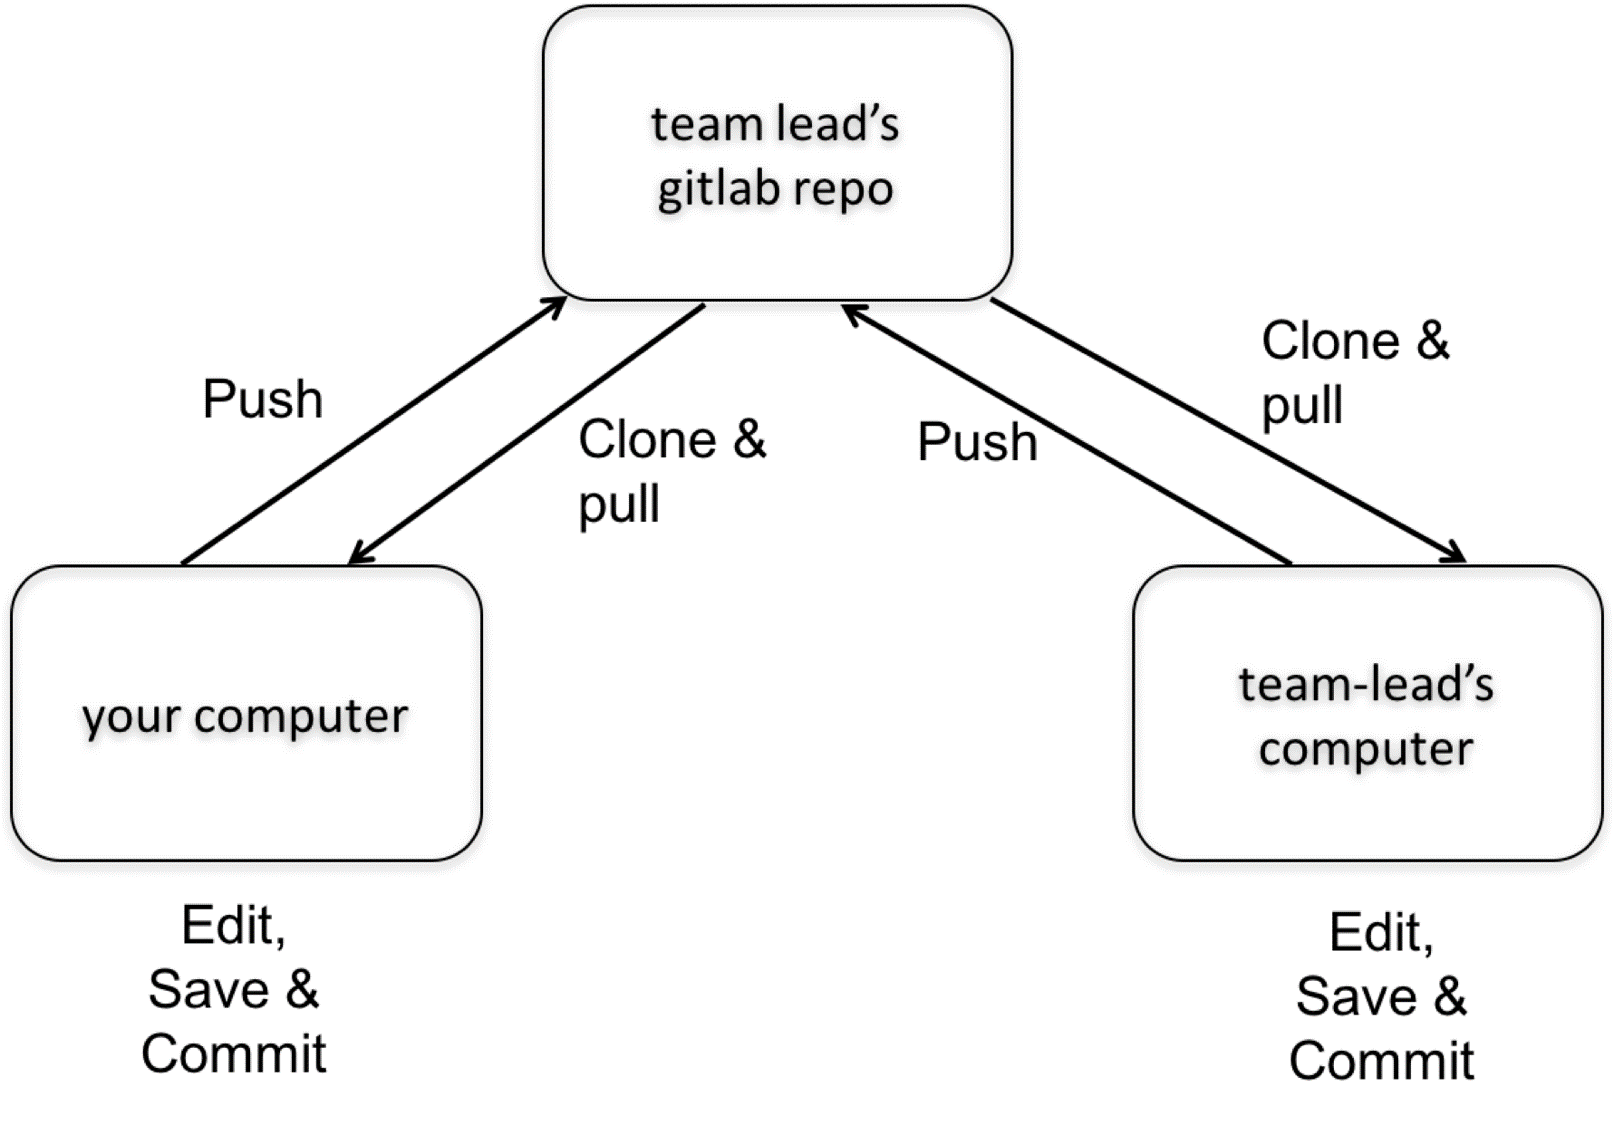 team lead’s
gitlab repo
Push
Clone &
pull
Push
Clone &
pull
your computer
team-lead’s
computer
Edit,
Save &
Commit
Edit,
Save &
Commit